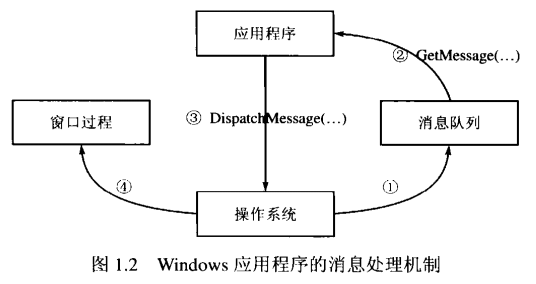 应用程序
② GetMessage(…)
③ DispatchMessage(…)
窗口过程
消息队列
④
①
操作系统
图 1.2 Windows 应用程序的消息处理机制